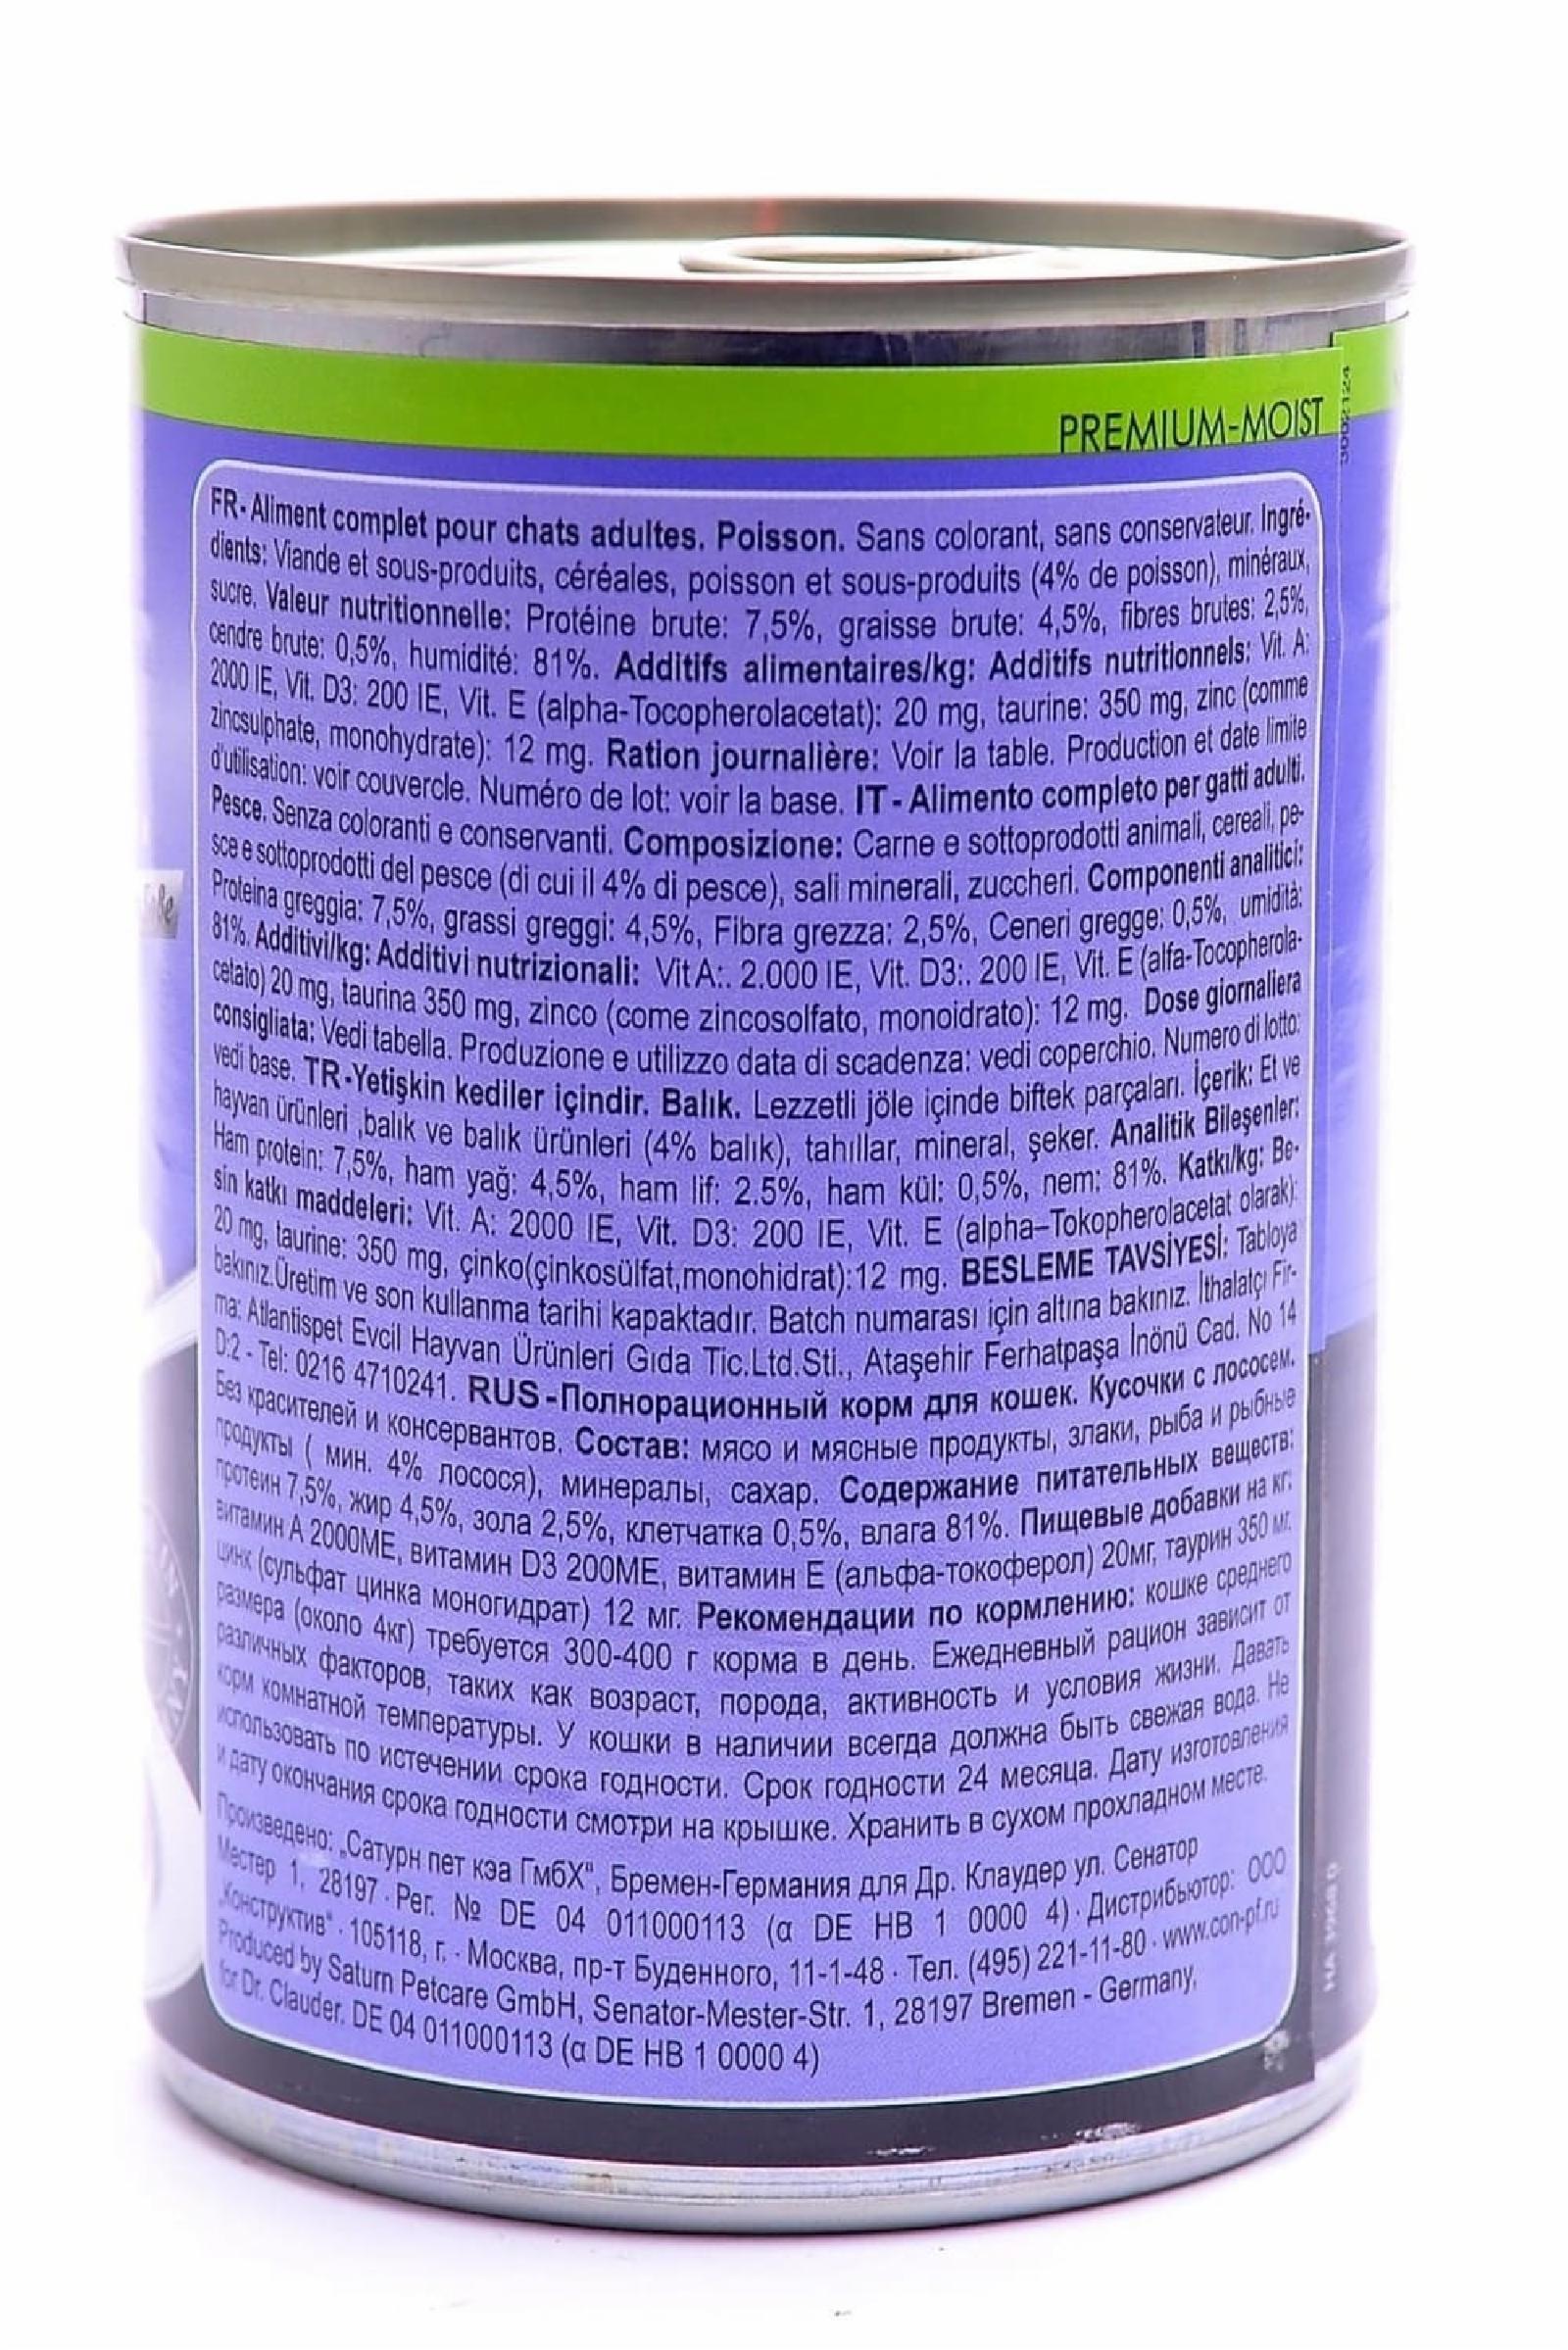 PREMIUM-MOIST
3002124
FR- Aliment complet pour chats adultes. Poisson. Sans colorant, sans conservateur. Ingré-
dients: Viande et sous-produits, céréales, poisson et sous-produits (4% de poisson), minéraux,
sucre. Valeur nutritionnelle: Protéine brute: 7,5%, graisse brute: 4,5%, fibres brutes: 2,5%,
cendre brute: 0,5%, humidité: 81%. Additifs alimentaires/kg: Additifs nutritionnels: Vit. A:
2000 IE, Vit. D3: 200 IE, Vit. E (alpha-Tocopherolacetat): 20 mg, taurine: 350 mg, zinc (comme
zincsulphate, monohydrate): 12 mg. Ration journalière: Voir la table. Production et date limite
d'utilisation: voir couvercle. Numéro de lot: voir la base. IT - Alimento completo per gatti adulti.
Pesce. Senza coloranti e conservanti. Composizione: Carne e sottoprodotti animali, cereali, pe-
sce e sottoprodotti del pesce (di cui il 4% di pesce), sali minerali, zuccheri. Componenti analitici:
Proteina greggia: 7,5%, grassi greggi: 4,5%, Fibra grezza: 2,5%, Ceneri gregge: 0,5%, umidità:
81%. Additivi/kg: Additivi nutrizionali: Vit A:. 2.000 IE, Vit. D3:. 200 IE, Vit. E (alfa-Tocopherola-
cetato) 20 mg, taurina 350 mg, zinco (come zincosolfato, monoidrato): 12 mg. Dose giornaliera
consigliata: Vedi tabella. Produzione e utilizzo data di scadenza: vedi coperchio. Numero di lotto:
vedi base. TR-Yetişkin kediler içindir. Balık. Lezzetli jöle içinde biftek parçaları. İçerik: Et ve
hayvan ürünleri ,balık ve balık ürünleri (4% balık), tahıllar, mineral, şeker. Analitik Bileşenler:
Ham protein: 7,5%, ham yağ: 4,5%, ham lif: 2.5%, ham kül: 0,5%, nem: 81%. Katkı/kg: Be-
sin katkı maddeleri: Vit. A: 2000 IE, Vit. D3: 200 IE, Vit. E (alpha–Tokopherolacetat olarak):
20 mg, taurine: 350 mg, çinko(çinkosülfat,monohidrat):12 mg. BESLEME TAVSİYESİ: Tabloya
bakınız.Üretim ve son kullanma tarihi kapaktadır. Batch numarası için altına bakınız. İthalatçı Fir-
ma: Atlantispet Evcil Hayvan Ürünleri Gıda Tic.Ltd.Sti., Ataşehir Ferhatpaşa İnönü Cad. No 14
D:2 - Tel: 0216 4710241. RUS -Полнорационный корм для кошек. Кусочки с лососем.
Без красителей и консервантов. Состав: мясо и мясные продукты, злаки, рыба и рыбные
продукты ( мин. 4% лосося), минералы, сахар. Содержание питательных веществ:
протеин 7,5%, жир 4,5%, зола 2,5%, клетчатка 0,5%, влага 81%. Пищевые добавки на кг:
витамин А 2000МЕ, витамин D3 200МЕ, витамин Е (альфа-токоферол) 20мг, таурин 350 мг.
цинк (сульфат цинка моногидрат) 12 мг. Рекомендации по кормлению: кошке среднего
размера (около 4кг) требуется 300-400 г корма в день. Ежедневный рацион зависит от
различных факторов, таких как возраст, порода, активность и условия жизни. Давать
корм комнатной температуры. У кошки в наличии всегда должна быть свежая вода. Не
использовать по истечении срока годности. Срок годности 24 месяца. Дату изготовления
и дату окончания срока годности смотри на крышке. Хранить в сухом прохладном месте.
Произведено: „Сатурн пет кэа ГмбХ“, Бремен-Германия для Др. Клаудер ул. Сенатор
Местер 1, 28197 · Рег. № DE 04 011000113 (α DE HB 1 0000 4) · Дистрибьютор: ООО
„Конструктив“ · 105118, г. · Москва, пр-т Буденного, 11-1-48 · Тел. (495) 221-11-80 · www.con-pf.ru
Produced by Saturn Petcare GmbH, Senator-Mester-Str. 1, 28197 Bremen - Germany,
for Dr. Clauder. DE 04 011000113 (α DE HB 1 0000 4)